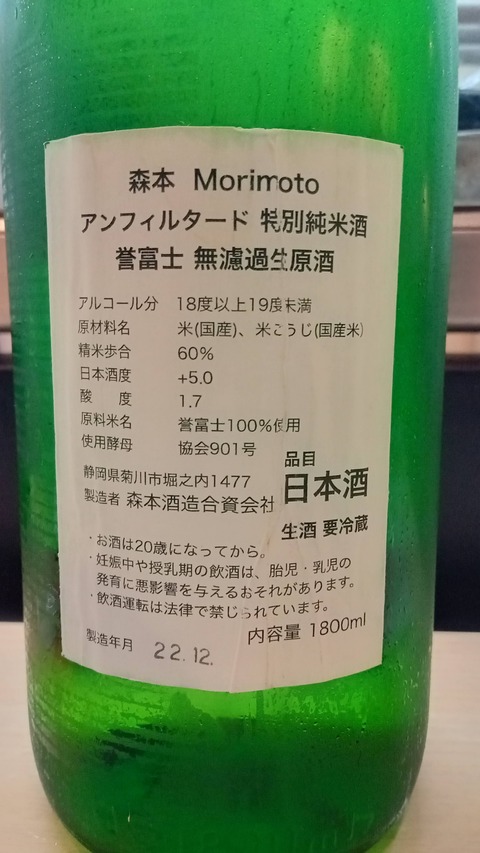 森本 Morimoto
アンフィルタード 特別純米酒
誉富士 無濾過生原酒
アルコール分 18度以上19度未満
原材料名 米(国産)、米こうじ(国産米)
精米歩合 60%
日本酒度 +5.0
酸 度 1.7
原料米名 誉富士100%使用
使用酵母 協会901号
静岡県菊川市堀之内1477
製造者 森本酒造合資会社
品目
日本酒
生酒 要冷蔵
・お酒は20歳になってから。
・妊娠中や授乳期の飲酒は、胎児・乳児の
発育に悪影響を与えるおそれがあります。
・飲酒運転は法律で禁じられています。
製造年月 22.12.
内容量 1800ml